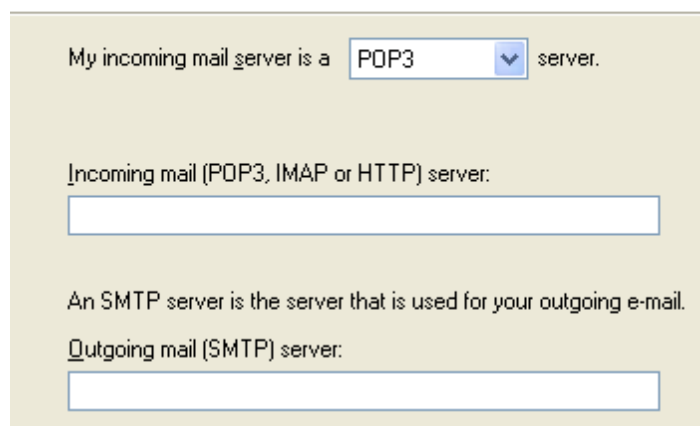 My incoming mail server is a POP3 server.
Incoming mail (POP3, IMAP or HTTP) server:
An SMTP server is the server that is used for your outgoing e-mail.
Outgoing mail (SMTP) server: